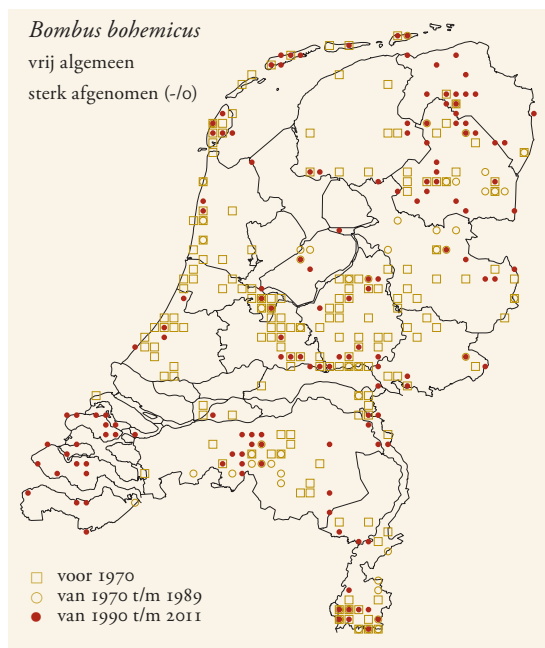 Bombus bohemicus
vrij algemeen
sterk afgenomen (-/0)
voor 1970
van 1970 t/m 1989
van 1990 t/m 2011